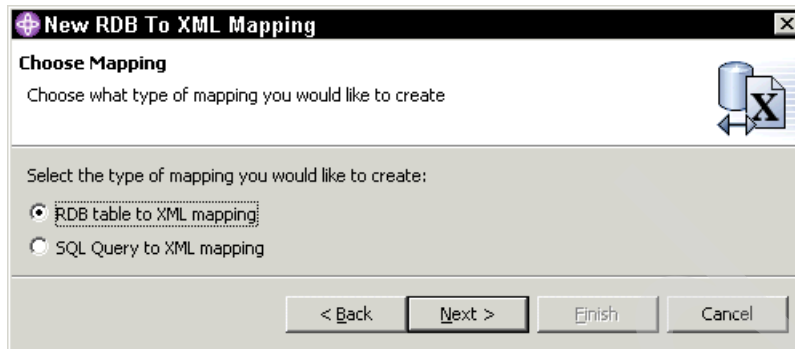 New RDB To XML Mapping
Choose Mapping
Choose what type of mapping you would like to create
X
Select the type of mapping you would like to create:
RDB table to XML mapping
SQL Query to XML mapping
< Back Next > Finish Cancel